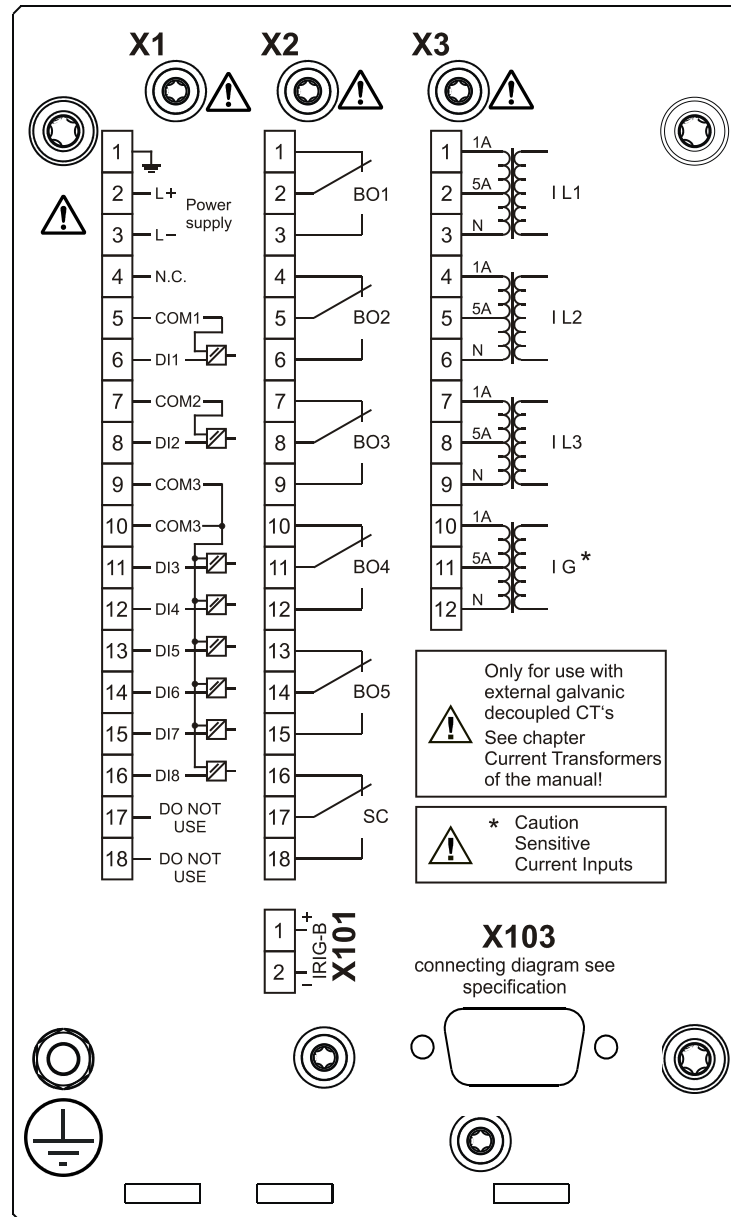 X1 X2 X3
1
2 L+
Power
supply
3 L–
4 N.C.
5 COM1
6 DI1
7 COM2
8 DI2
9 COM3
10 COM3
11 DI3
12 DI4
13 DI5
14 DI6
15 DI7
16 DI8
17 DO NOT
USE
18 DO NOT
USE
1
2 BO1
3
4
5 BO2
6
7
8 BO3
9
10
11 BO4
12
13
14 BO5
15
16
17 SC
18
1 1A
2 5A I L1
3 N
4 1A
5 5A I L2
6 N
7 1A
8 5A I L3
9 N
10 1A
11 5A I G*
12 N
Only for use with
external galvanic
decoupled CT‘s
See chapter
Current Transformers
of the manual!
* Caution
Sensitive
Current Inputs
1 +
2 –
IRIG-B
X101
X103
connecting diagram see
specification